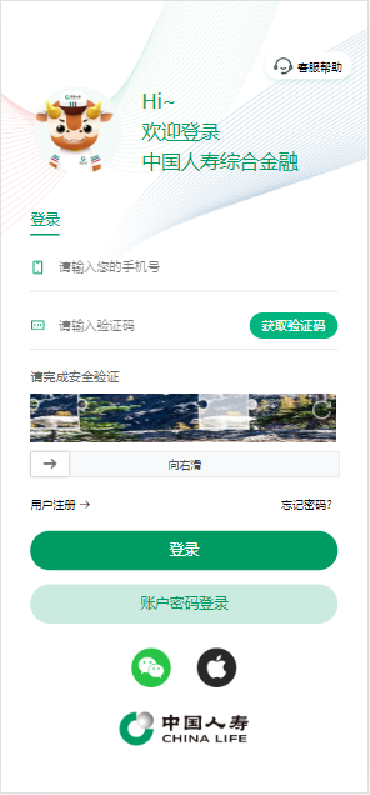 客服帮助
Hi~
欢迎登录
中国人寿综合金融
登录
请输入您的手机号
请输入验证码
获取验证码
请完成安全验证
向右滑
用户注册 →
忘记密码?
登录
账户密码登录
中国人寿
CHINA LIFE